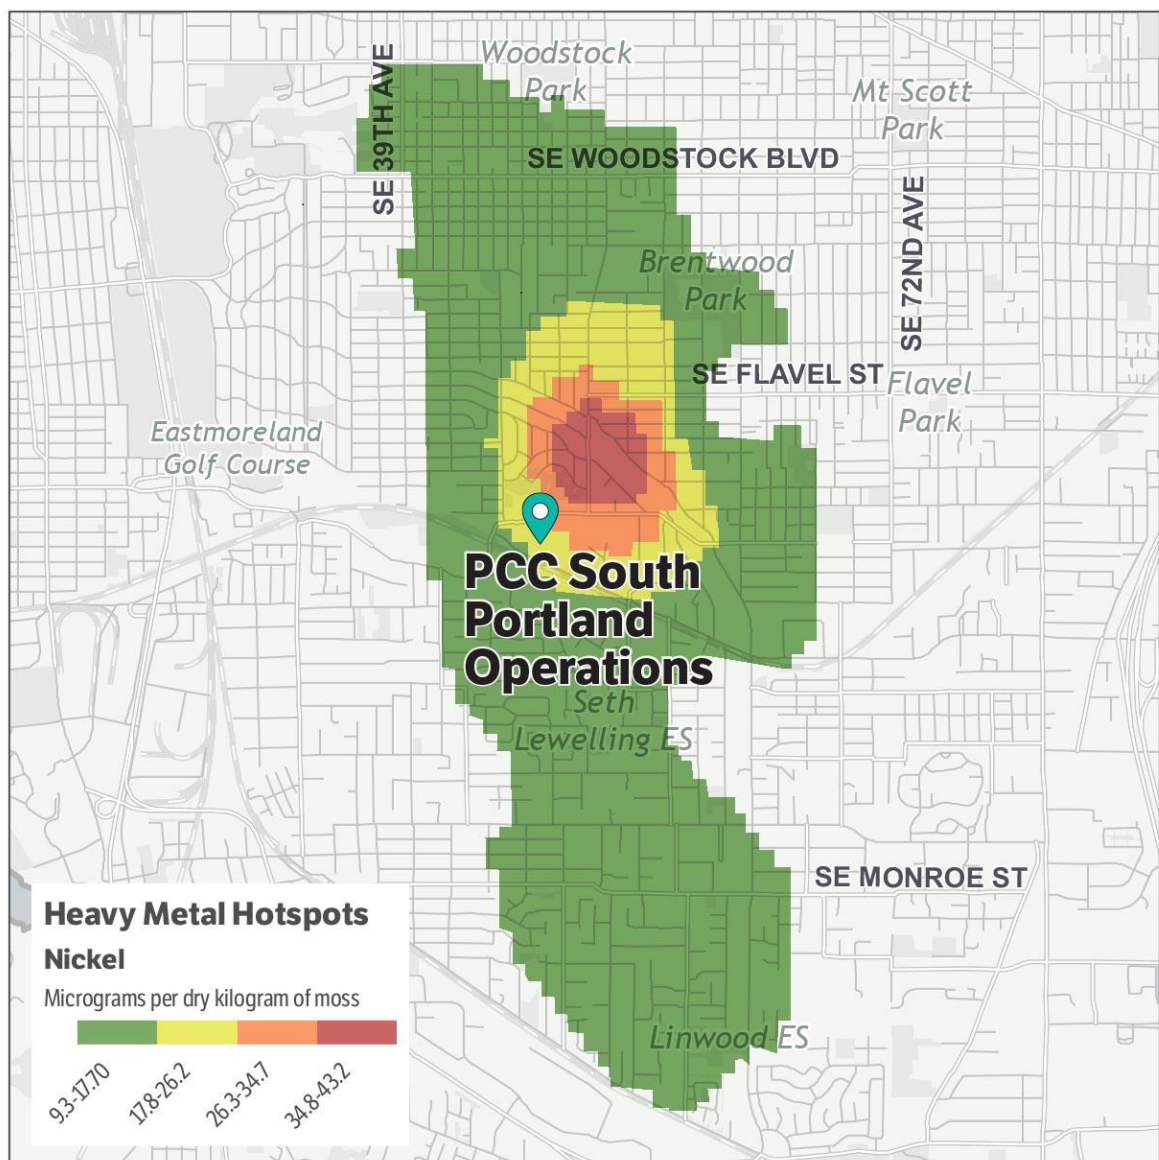 Woodstock
Park
Mt Scott
Park
SE 39TH AVE
SE WOODSTOCK BLVD
SE 72ND AVE
Brentwood
Park
SE FLAVEL ST
Flavel
Park
Eastmoreland
Golf Course
PCC South
Portland
Operations
Seth
Lewelling ES
SE MONROE ST
Linwood ES
Heavy Metal Hotspots
Nickel
Micrograms per dry kilogram of moss
9.3-17.70
17.8-26.2
26.3-34.7
34.8-43.2